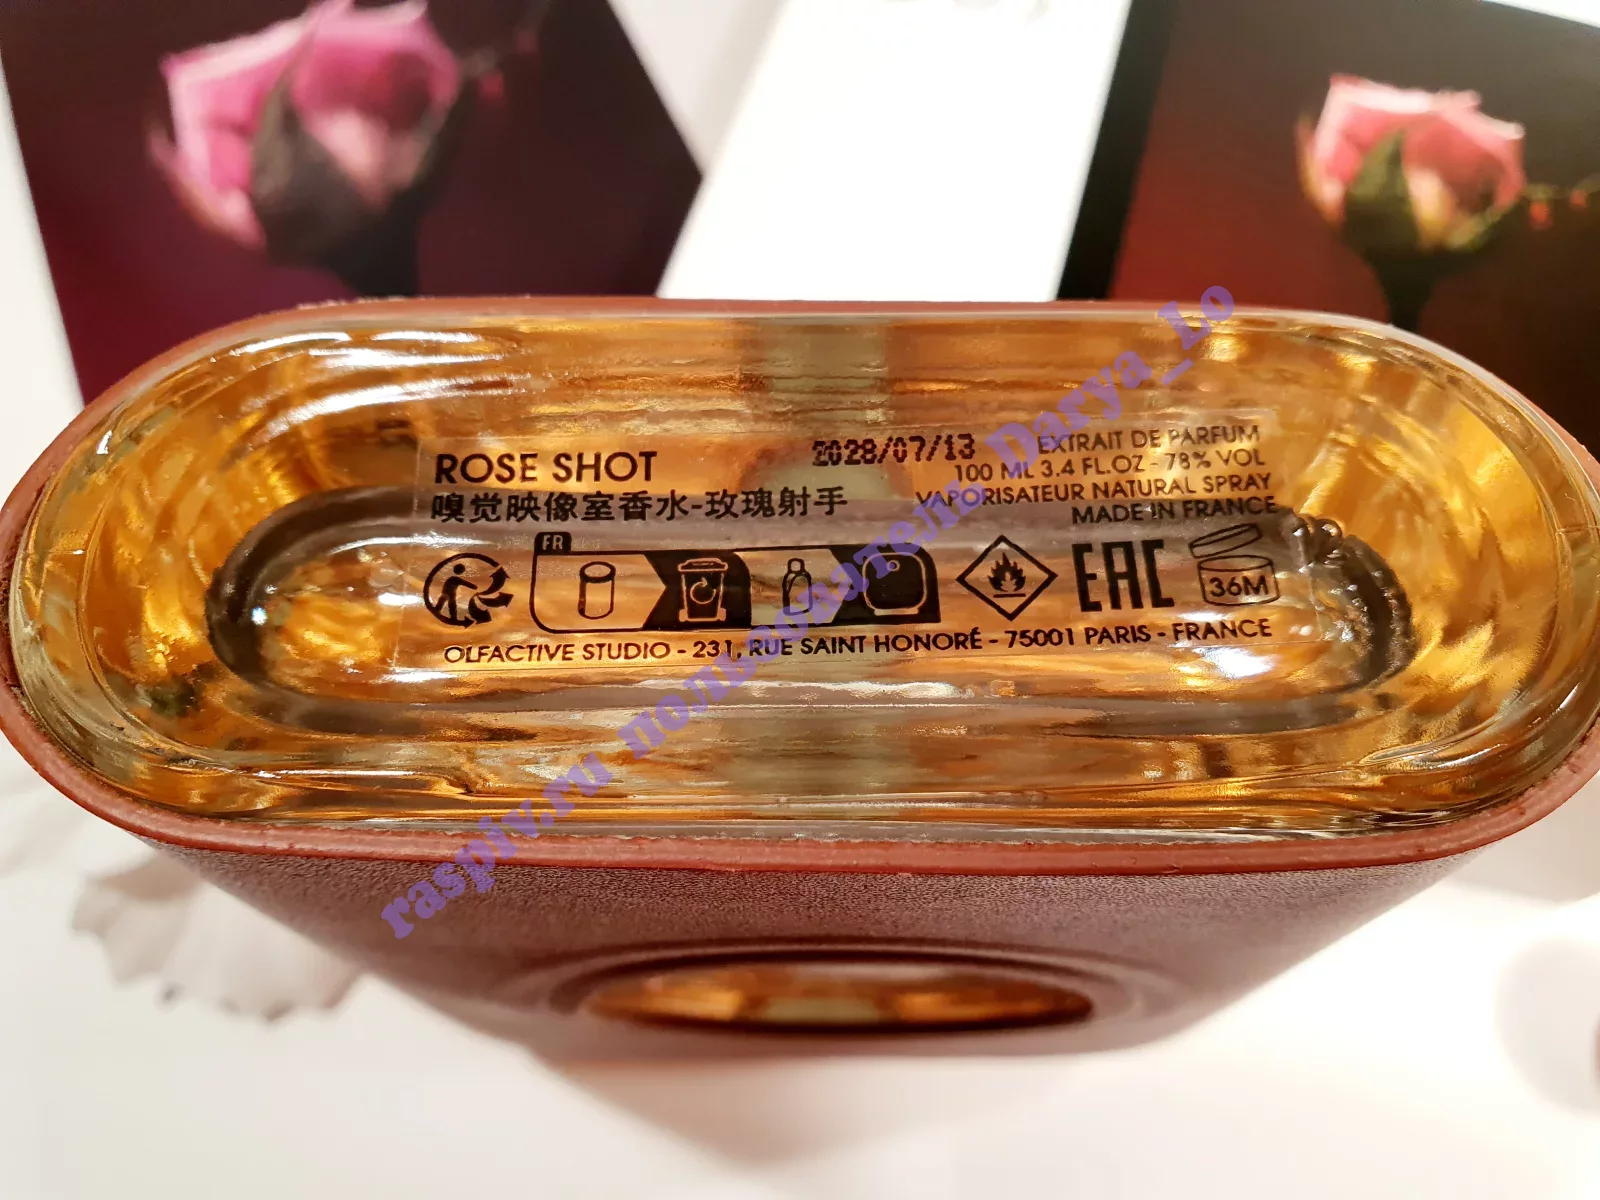 ROSE SHOT
嗅觉映像室香水-玫瑰射手
2028/07/13
EXTRAIT DE PARFUM
100 ML 3.4 FL.OZ - 78% VOL
VAPORISATEUR NATURAL SPRAY
MADE IN FRANCE
FR
EAC
36M
OLFACTIVE STUDIO - 231, RUE SAINT HONORÉ - 75001 PARIS - FRANCE
raspiv.ru пользователь Darya_Lo